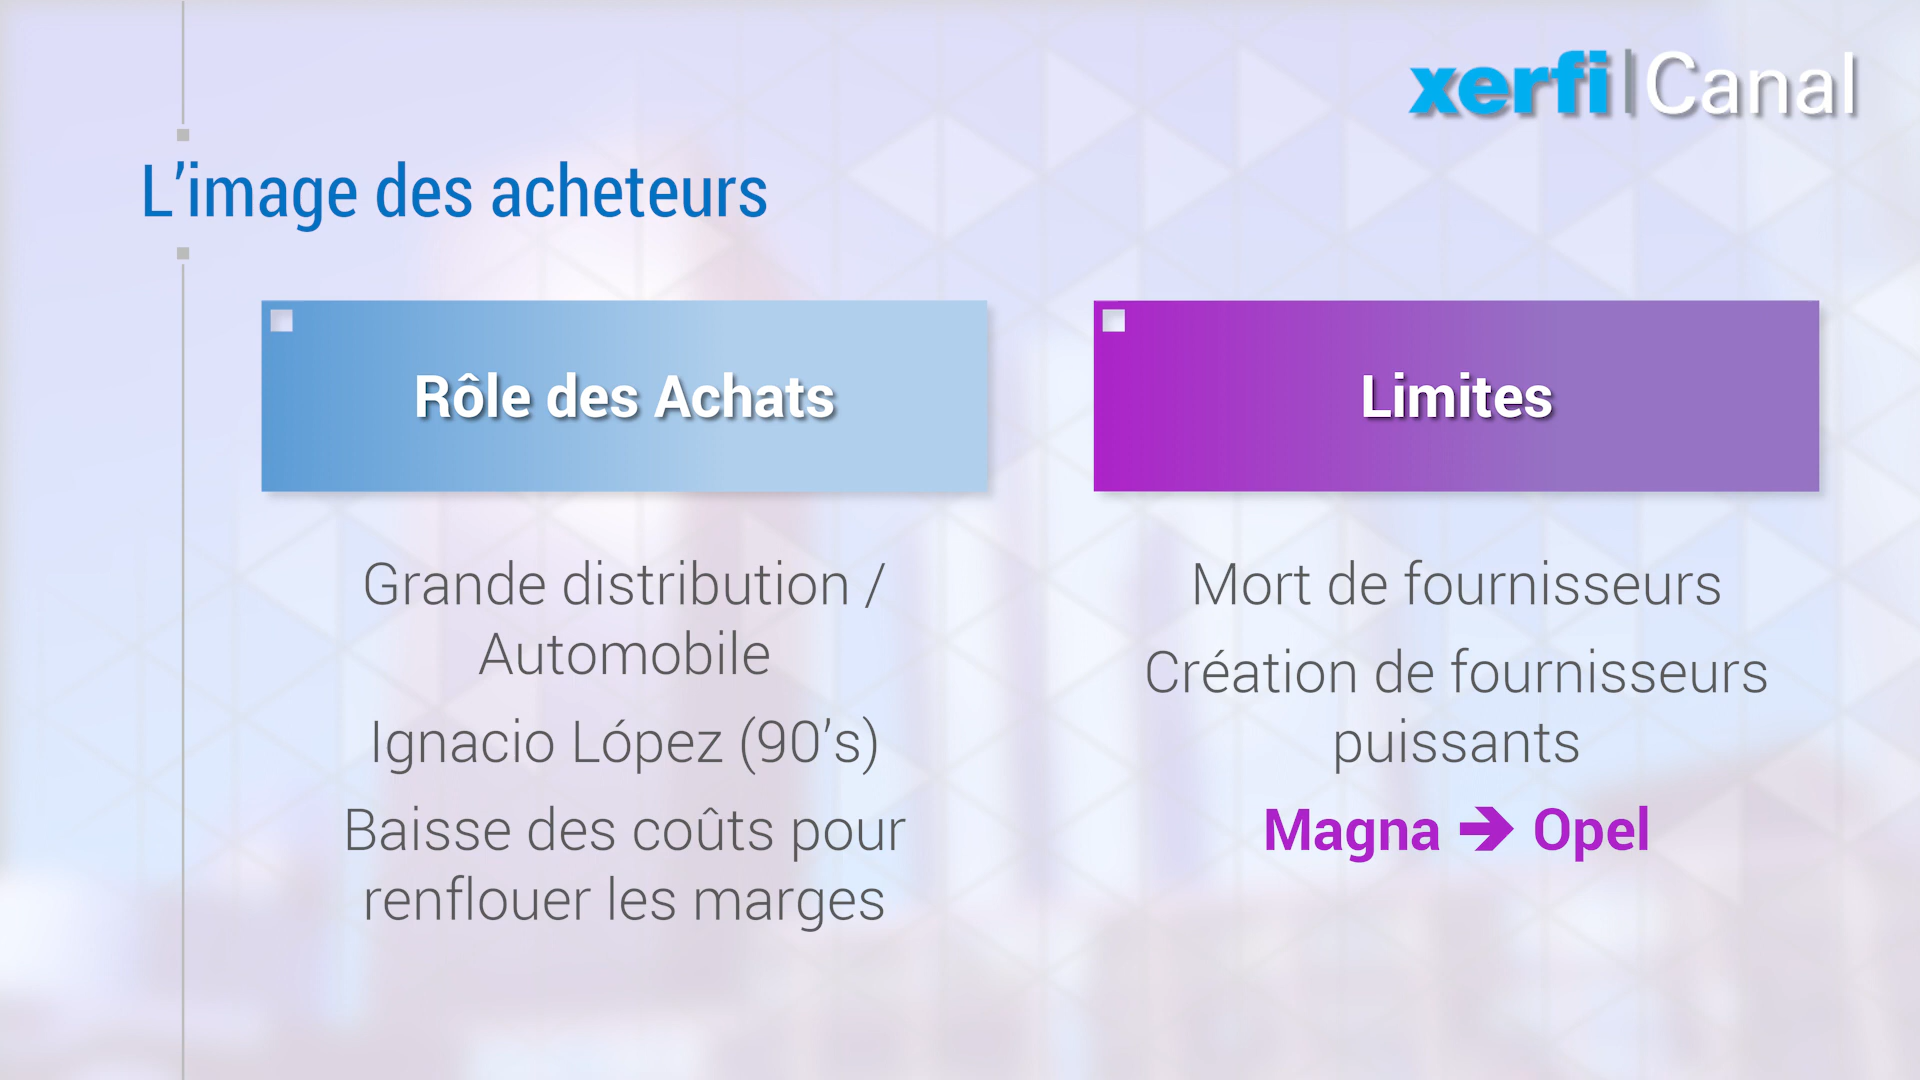 xerfi|Canal
L’image des acheteurs
Rôle des Achats
Grande distribution /
Automobile
Ignacio López (90’s)
Baisse des coûts pour
renflouer les marges
Limites
Mort de fournisseurs
Création de fournisseurs
puissants
Magna ➔ Opel